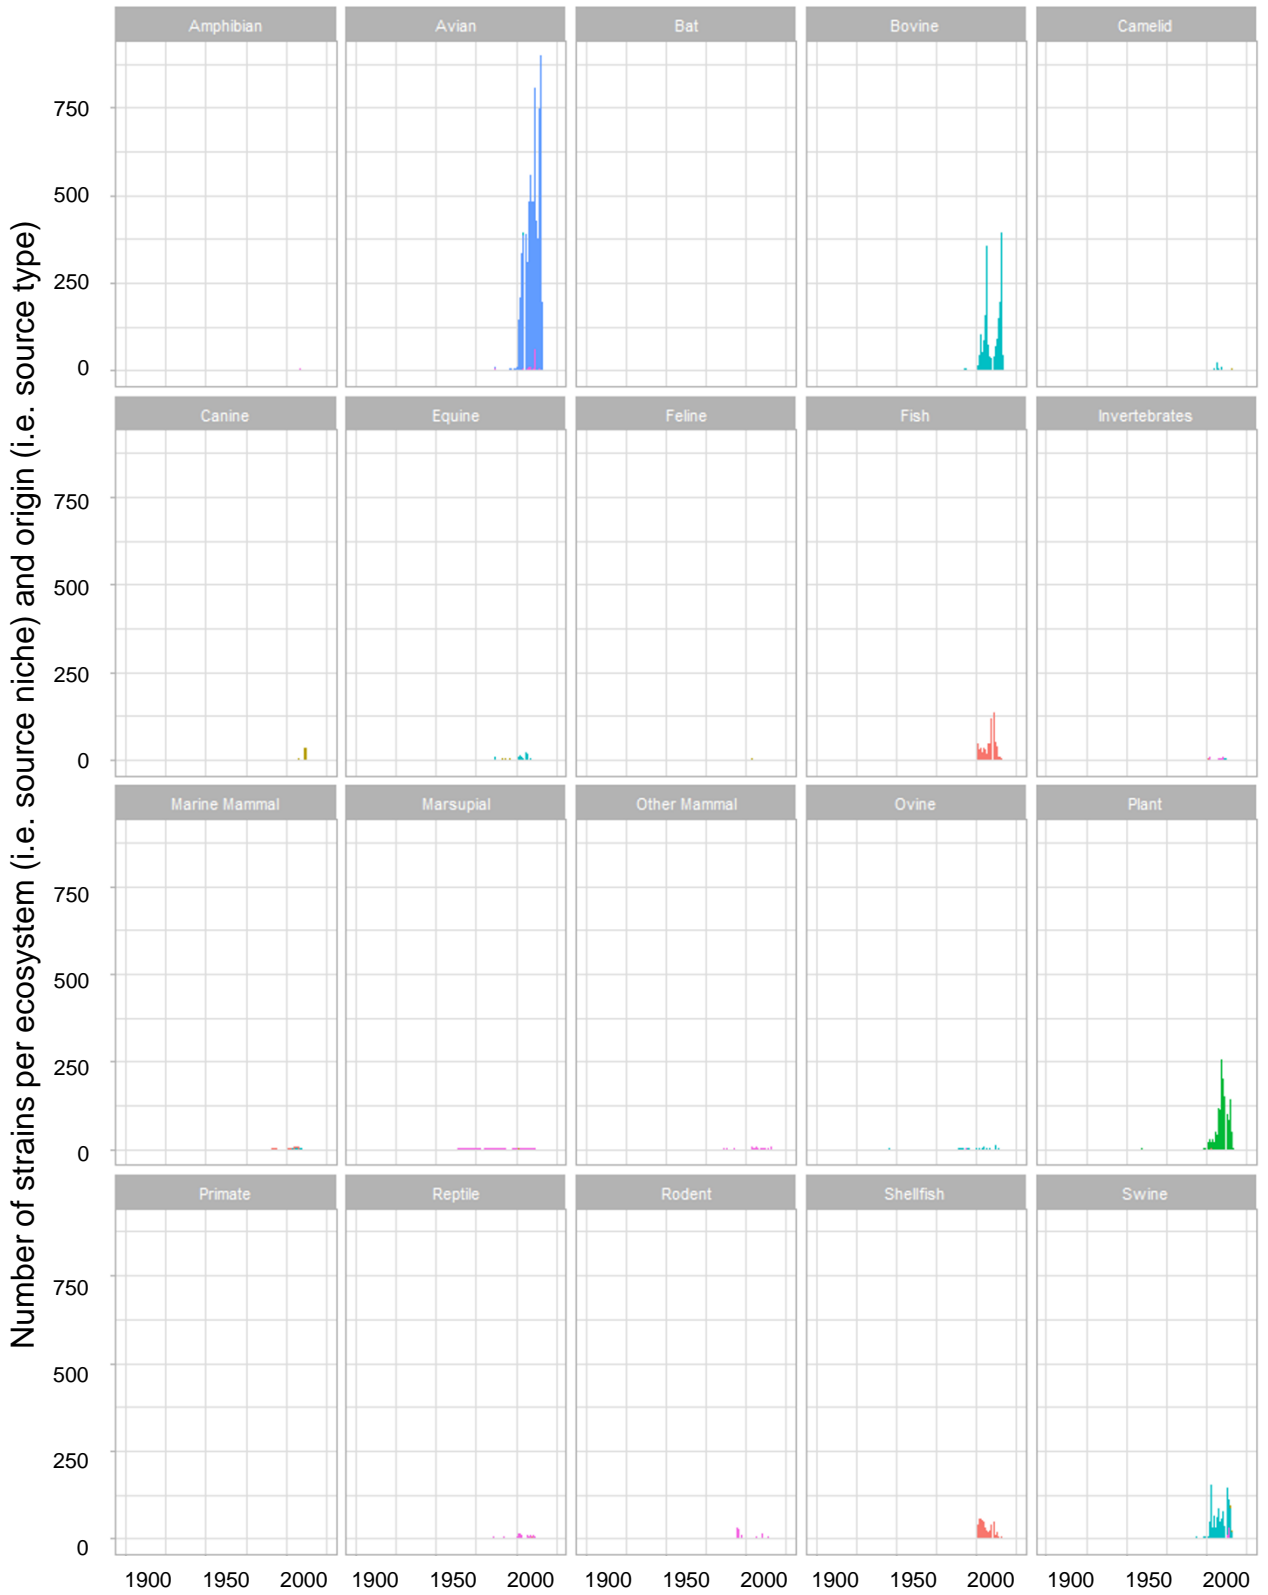 Number of strains per ecosystem (i.e. source niche) and origin (i.e. source type)
Amphibian Avian Bat Bovine Camelid
750
500
250
0
Canine Equine Feline Fish Invertebrates
750
500
250
0
Marine Mammal Marsupial Other Mammal Ovine Plant
750
500
250
0
Primate Reptile Rodent Shellfish Swine
750
500
250
0
1900 1950 2000 1900 1950 2000 1900 1950 2000 1900 1950 2000 1900 1950 2000